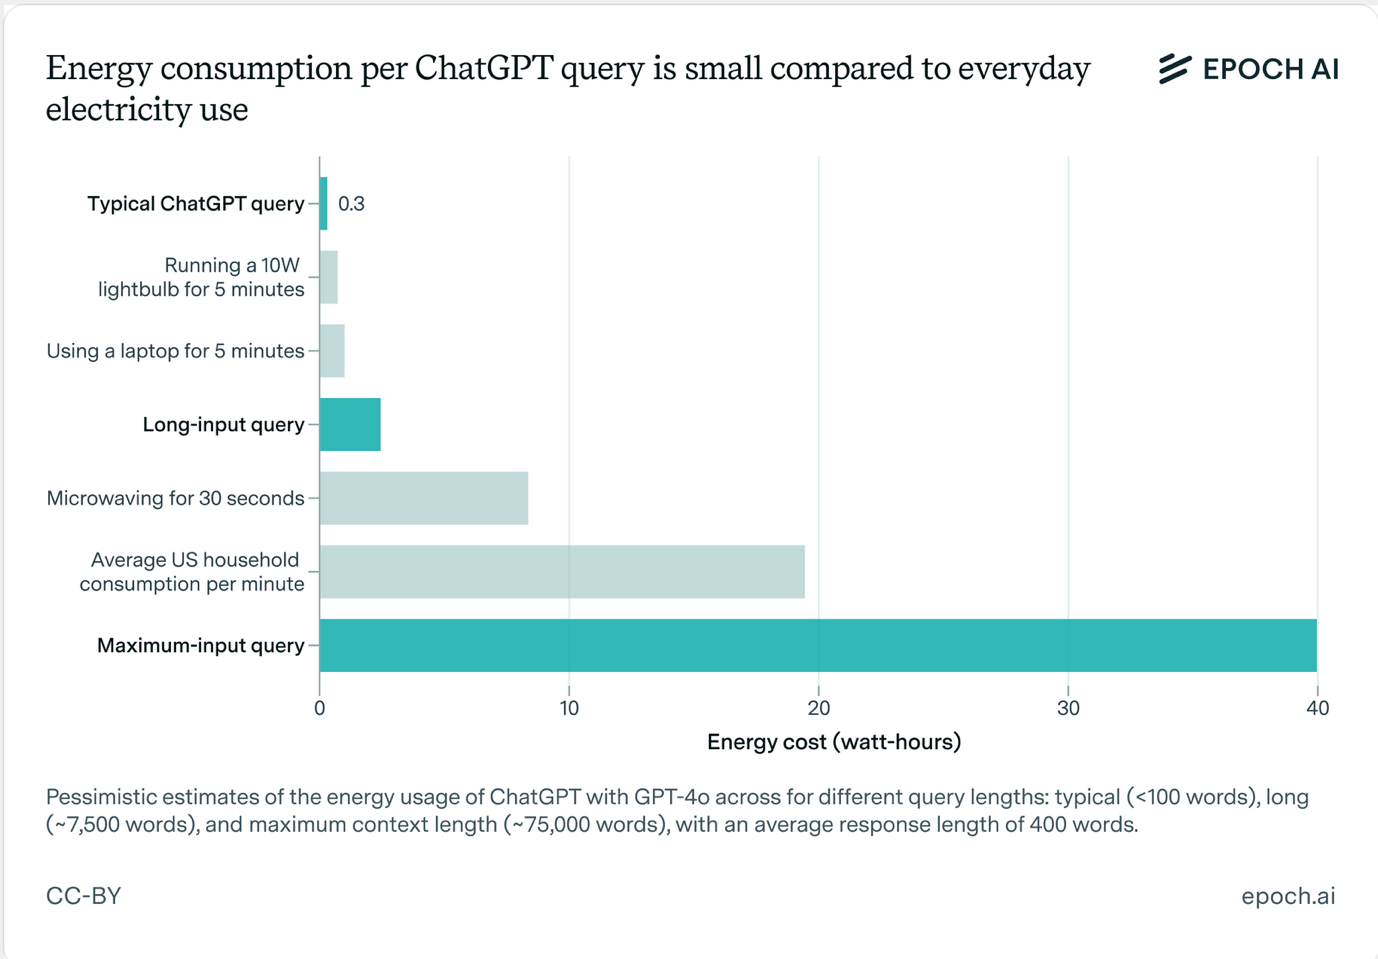 Energy consumption per ChatGPT query is small compared to everyday
electricity use
EPOCH AI
Typical ChatGPT query
0.3
Running a 10W
lightbulb for 5 minutes
Using a laptop for 5 minutes
Long-input query
Microwaving for 30 seconds
Average US household
consumption per minute
Maximum-input query
0 10 20 30 40
Energy cost (watt-hours)
Pessimistic estimates of the energy usage of ChatGPT with GPT-4o across for different query lengths: typical (<100 words), long
(~7,500 words), and maximum context length (~75,000 words), with an average response length of 400 words.
CC-BY
epoch.ai